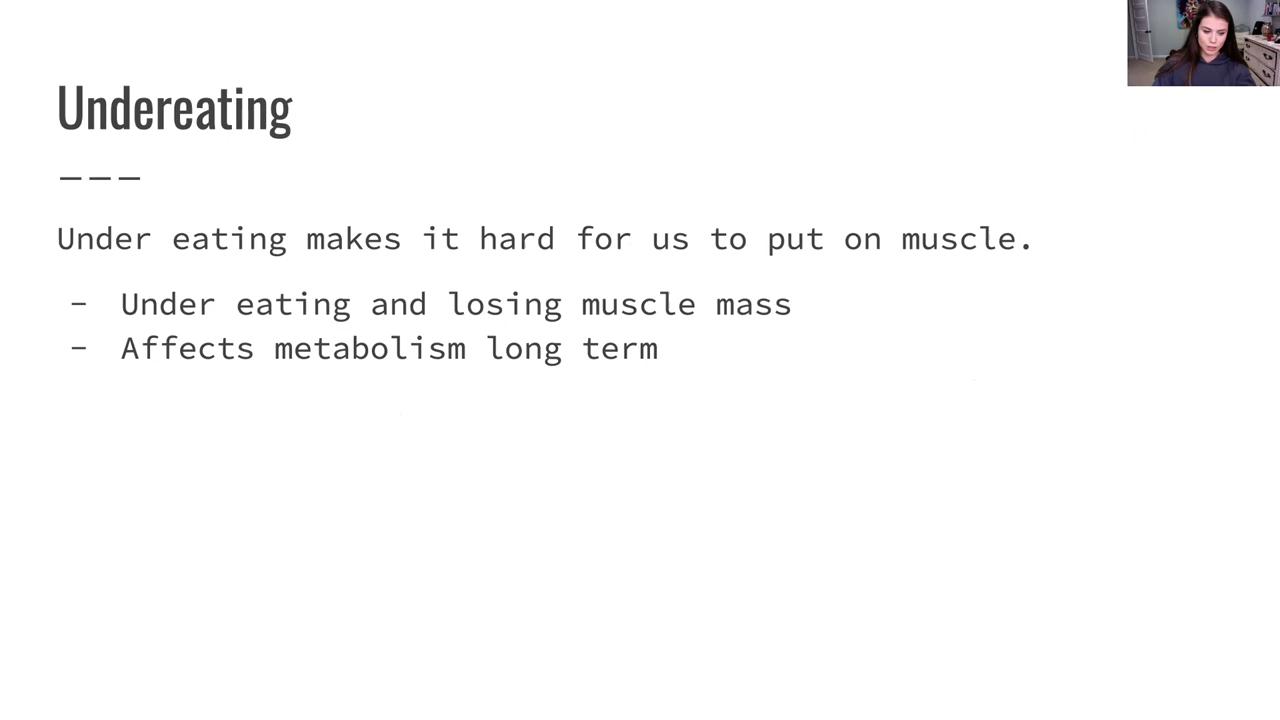 Undereating
Under eating makes it hard for us to put on muscle.
- Under eating and losing muscle mass
- Affects metabolism long term